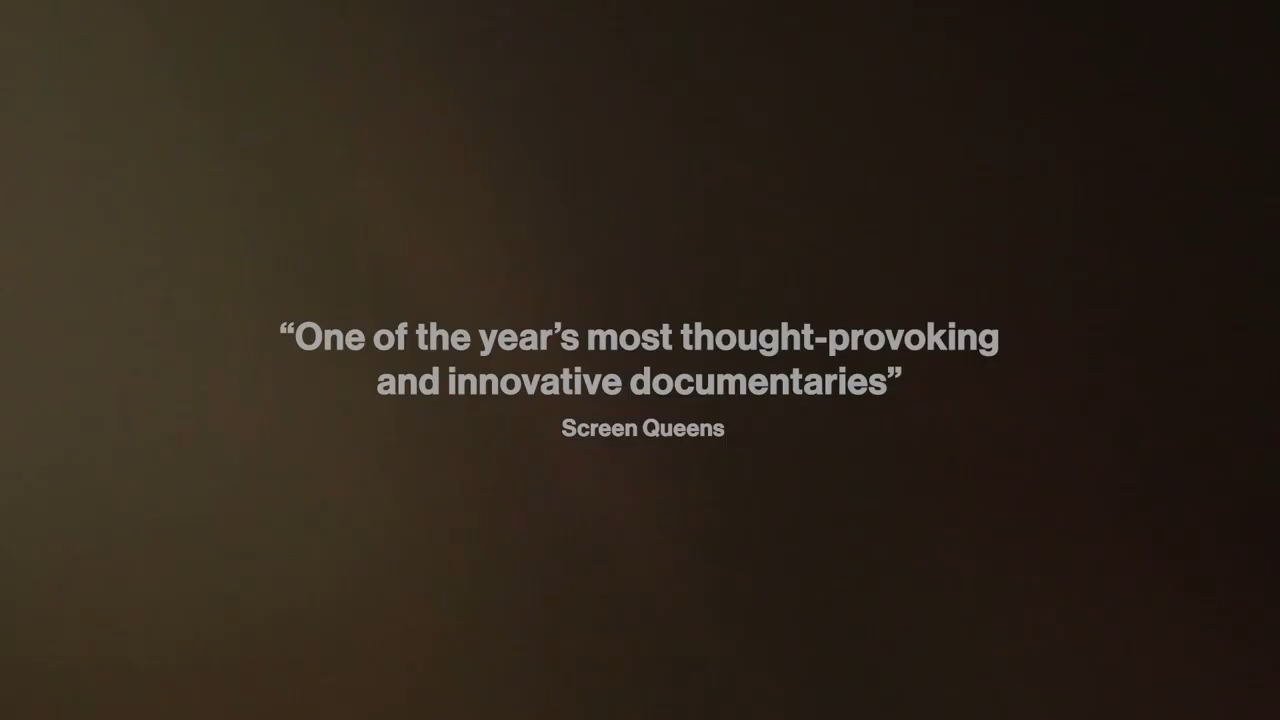 “One of the year’s most thought-provoking
and innovative documentaries”
Screen Queens